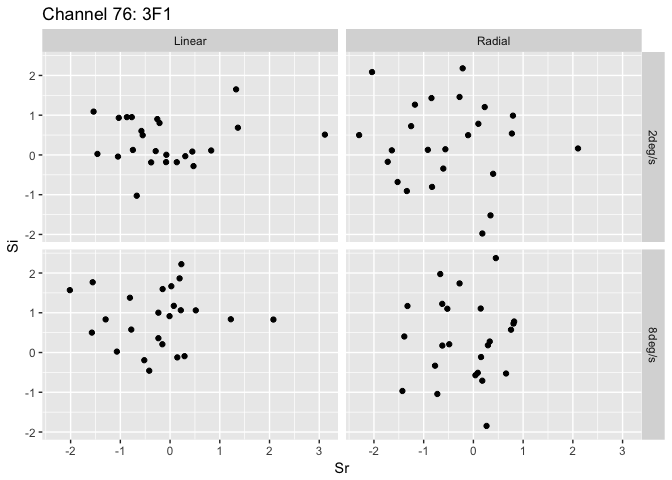 Channel 76: 3F1
Linear
Radial
2
1
0
-1
-2
2deg/s
2
1
0
-1
-2
8deg/s
Si
-2 -1 0 1 2 3
-2 -1 0 1 2 3
Sr